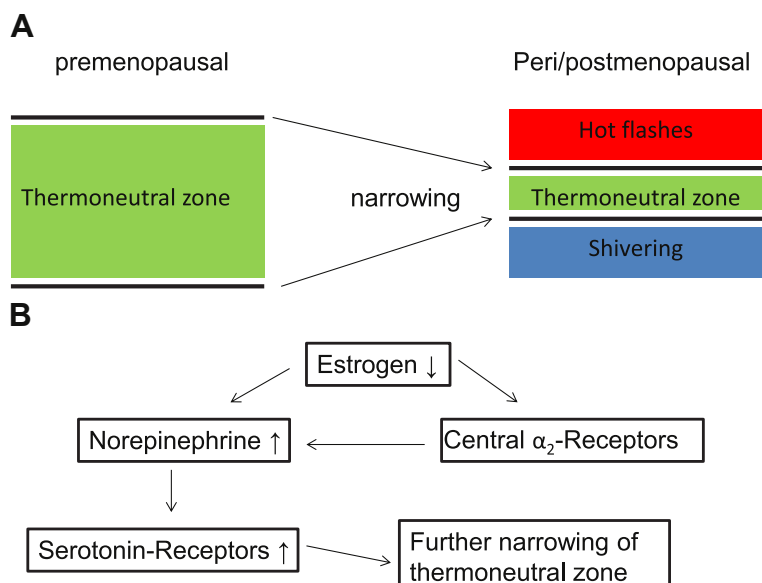 A
premenopausal
Peri/postmenopausal
Hot flashes
Thermoneutral zone
narrowing
Thermoneutral zone
Shivering
B
Estrogen ↓
Norepinephrine ↑
Central α₂-Receptors
Serotonin-Receptors ↑
Further narrowing of
thermoneutral zone